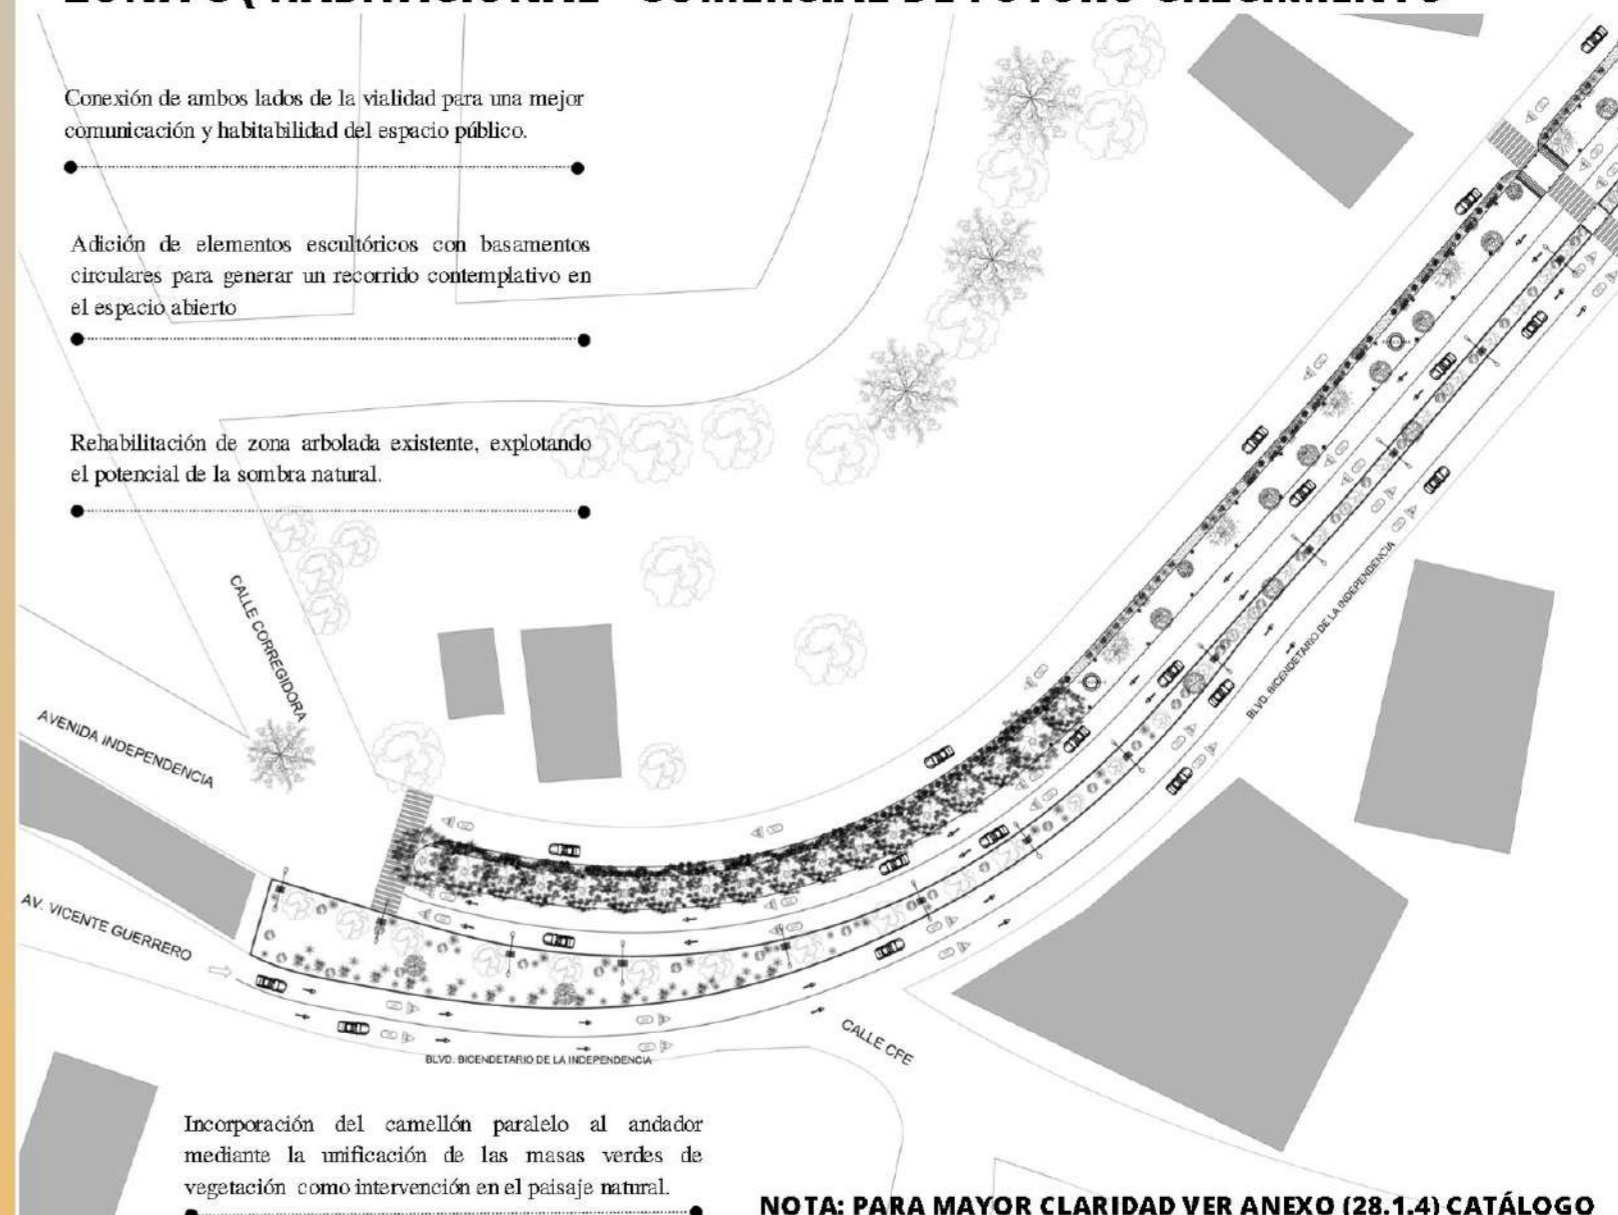 HABITACIONAL - COMERCIAL DE FUTURO CRECIMIENTO
Conexión de ambos lados de la vialidad para una mejor
comunicación y habitabilidad del espacio público.
Adición de elementos escultóricos con basamentos
circulares para generar un recorrido contemplativo en
el espacio abierto
Rehabilitación de zona arbolada existente, explotando
el potencial de la sombra natural.
CALLE CORREGIDORA
AVENIDA INDEPENDENCIA
AV. VICENTE GUERRERO
BLVD. BICENDETARIO DE LA INDEPENDENCIA
BLVD. BICENDETARIO DE LA INDEPENDENCIA
CALLE CFE
Incorporación del camellón paralelo al andador
mediante la unificación de las masas verdes de
vegetación como intervención en el paisaje natural.
NOTA: PARA MAYOR CLARIDAD VER ANEXO (28.1.4) CATÁLOGO